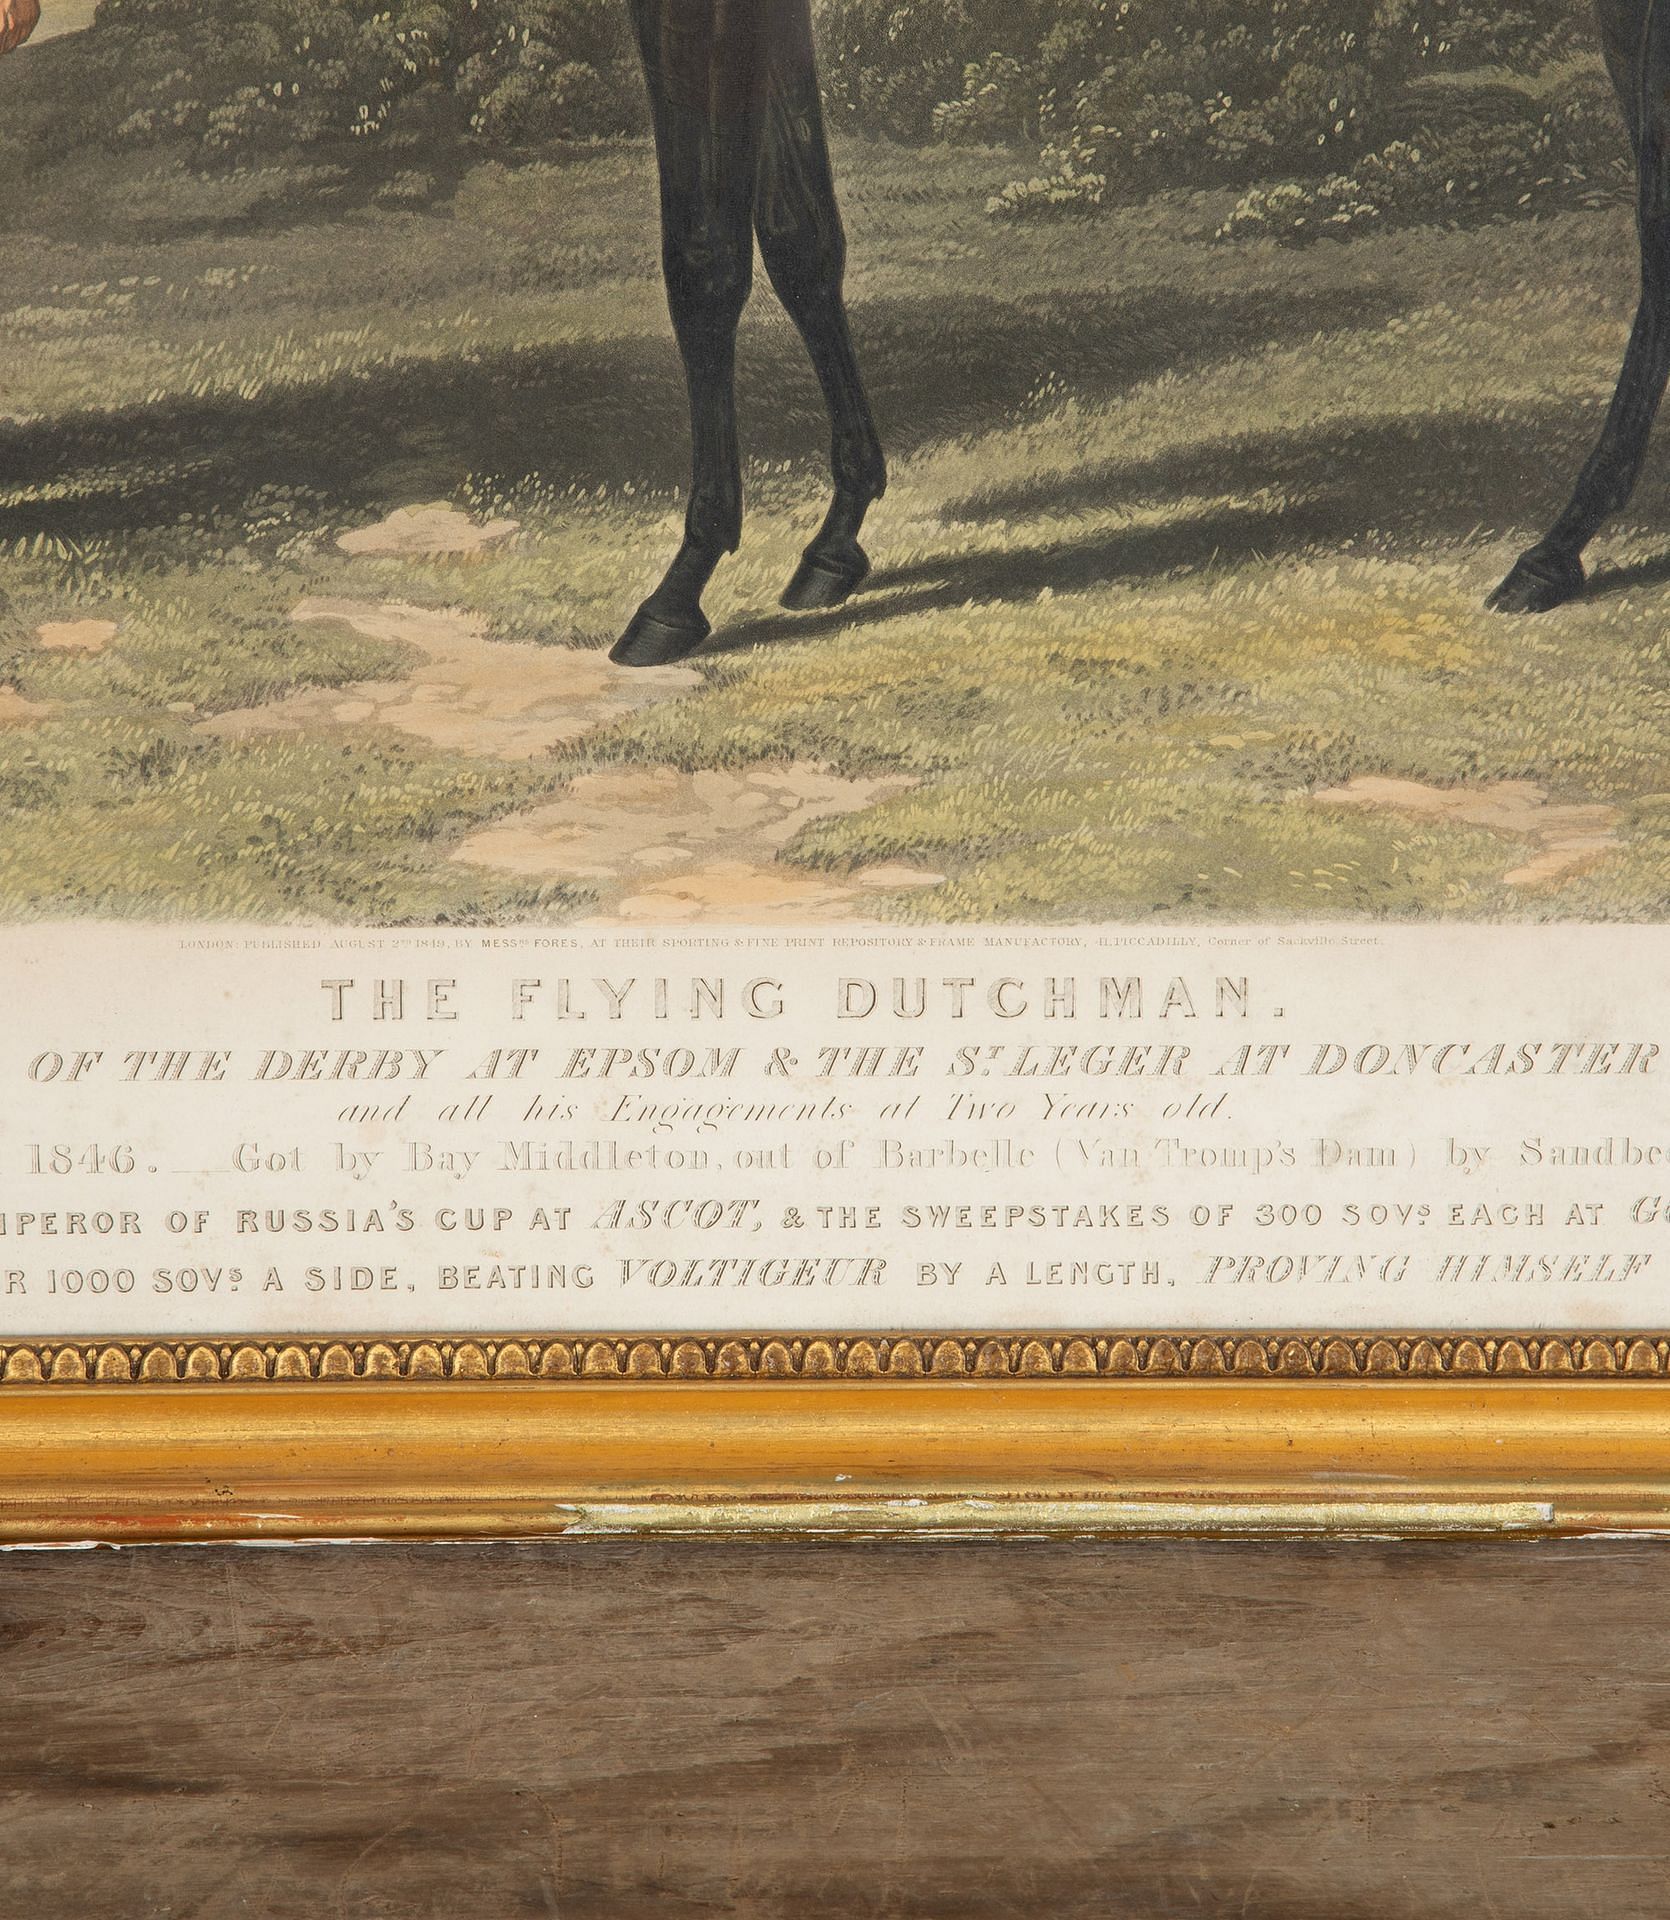 LONDON: PUBLISHED AUGUST 2ND 1849, BY MESSRS FORES, AT THEIR SPORTING & FINE PRINT REPOSITORY & FRAME MANUFACTORY, 41, PICCADILLY, Corner of Sackville Street.
THE FLYING DUTCHMAN.
OF THE DERBY AT EPSOM & THE ST. LEGER AT DONCASTER
and all his Engagements at Two Years old.
1846. __ Got by Bay Middleton, out of Barbelle (Van Tromp's Dam) by Sandbe
MPEROR OF RUSSIA'S CUP AT ASCOT, & THE SWEEPSTAKES OF 300 SOVS EACH AT GO
R 1000 SOVS A SIDE, BEATING VOLTIGEUR BY A LENGTH, PROVING HIMSELF